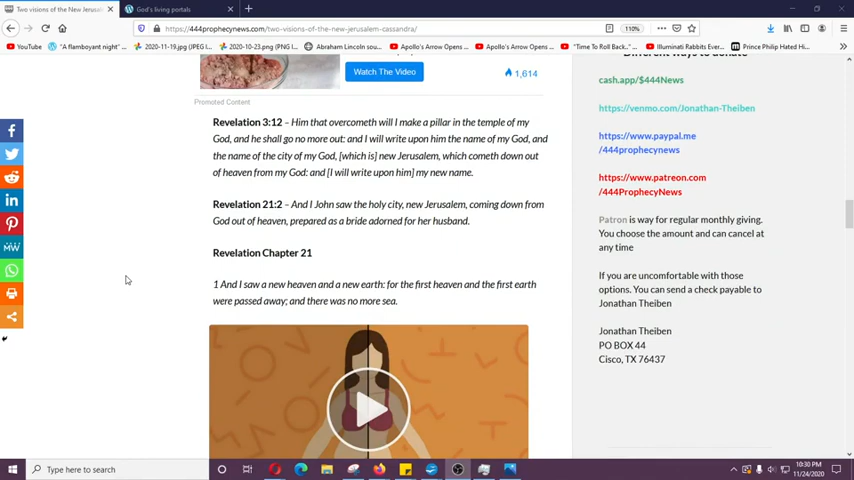 Two visions of the New Jerusalem
God's living portals
https://444prophecynews.com/two-visions-of-the-new-jerusalem-cassandra/
110%
YouTube
"A flamboyant night" ...
2020-11-19.jpg (JPEG I...
2020-10-23.png (PNG I...
Abraham Lincoln sou...
Apollo's Arrow Opens ...
Apollo's Arrow Opens ...
"Time To Roll Back...
Illuminati Rabbits Ever...
Prince Philip Hated Hi...
Watch The Video
1,614
Promoted Content
Revelation 3:12 – Him that overcometh will I make a pillar in the temple of my
God, and he shall go no more out: and I will write upon him the name of my God, and
the name of the city of my God, [which is] new Jerusalem, which cometh down out
of heaven from my God: and [I will write upon him] my new name.
Revelation 21:2 – And I John saw the holy city, new Jerusalem, coming down from
God out of heaven, prepared as a bride adorned for her husband.
Revelation Chapter 21
1 And I saw a new heaven and a new earth: for the first heaven and the first earth
were passed away; and there was no more sea.
Different ways to donate
cash.app/$444News
https://venmo.com/Jonathan-Theiben
https://www.paypal.me
/444prophecynews
https://www.patreon.com
/444ProphecyNews
Patron is way for regular monthly giving.
You choose the amount and can cancel at
any time
If you are uncomfortable with those
options. You can send a check payable to
Jonathan Theiben
Jonathan Theiben
PO BOX 44
Cisco, TX 76437
MW
Type here to search
10:30 PM
11/24/2020